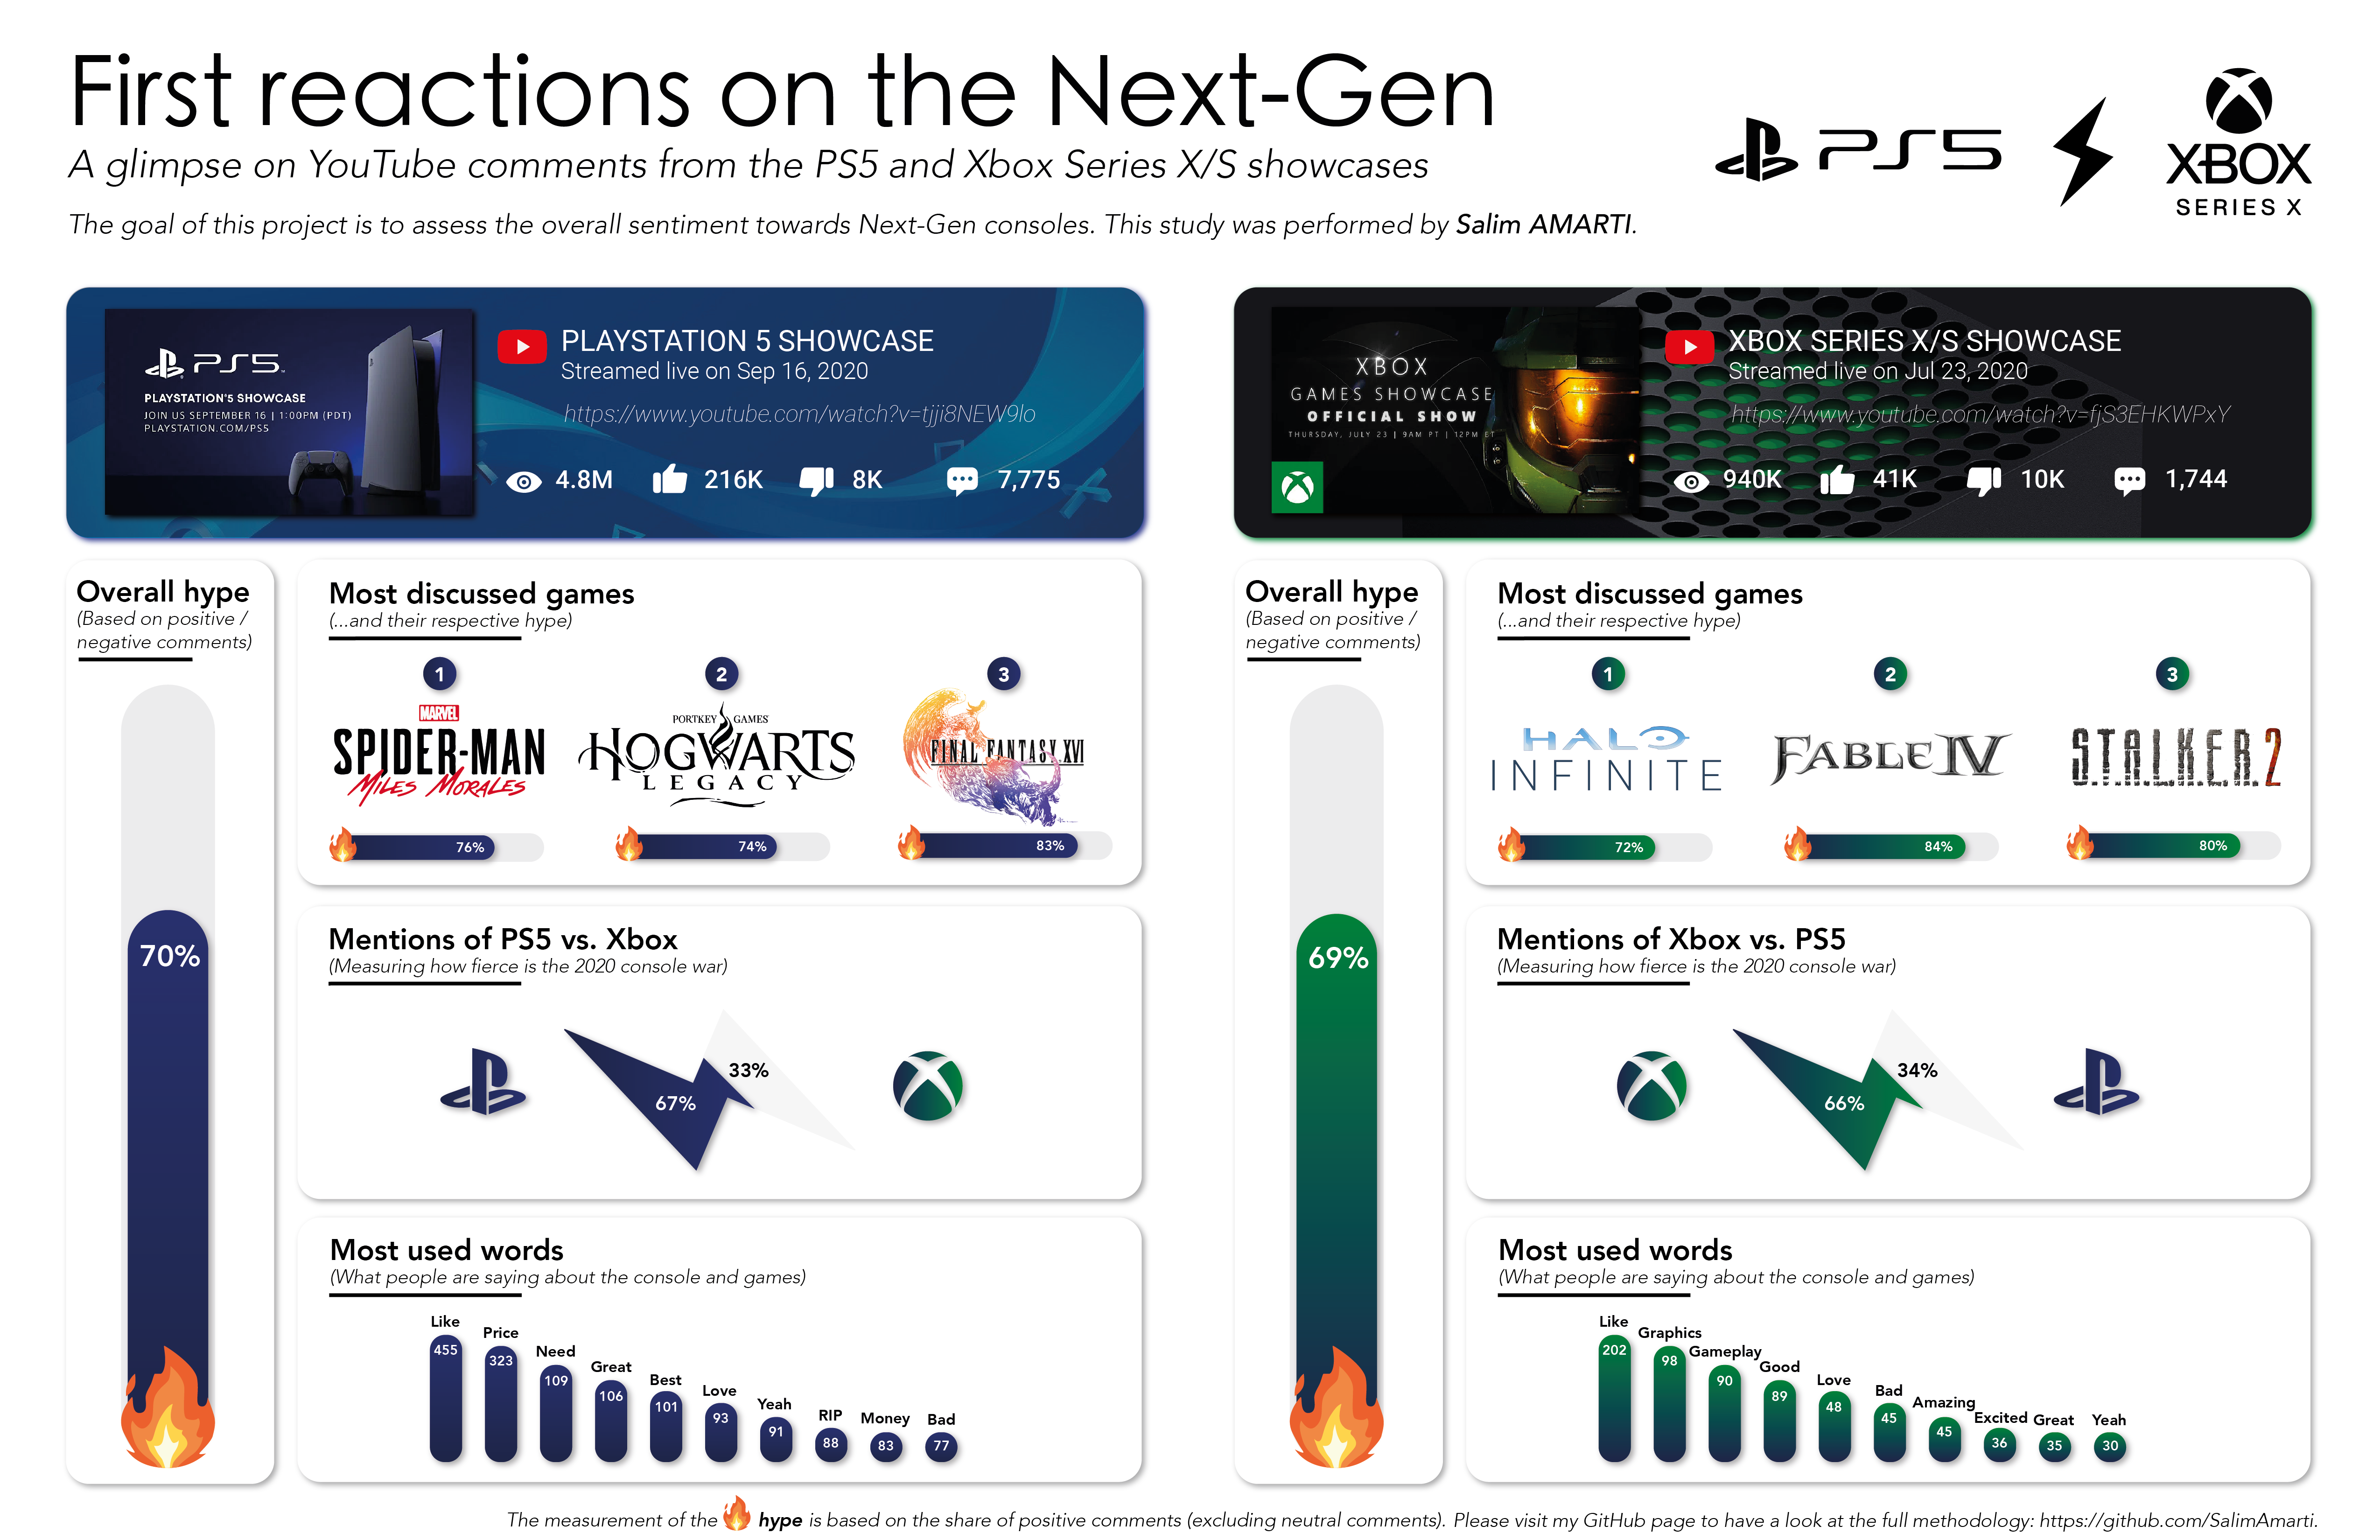 First reactions on the Next-Gen
A glimpse on YouTube comments from the PS5 and Xbox Series X/S showcases
The goal of this project is to assess the overall sentiment towards Next-Gen consoles. This study was performed by Salim AMARTI.
PS5
XBOX
SERIES X
PS5
PLAYSTATION'5 SHOWCASE
JOIN US SEPTEMBER 16 | 1:00PM (PDT)
PLAYSTATION.COM/PS5
PLAYSTATION 5 SHOWCASE
Streamed live on Sep 16, 2020
https://www.youtube.com/watch?v=tjji8NEW9lo
4.8M 216K 8K 7,775
XBOX
GAMES SHOWCASE
OFFICIAL SHOW
THURSDAY, JULY 23 | 9AM PT | 12PM ET
XBOX SERIES X/S SHOWCASE
Streamed live on Jul 23, 2020
https://www.youtube.com/watch?v=fjS3EHKWPxY
940K 41K 10K 1,744
Overall hype
(Based on positive /
negative comments)
70%
Most discussed games
(...and their respective hype)
1 2 3
MARVEL
SPIDER-MAN
MILES MORALES
PORTKEY GAMES
HOGWARTS
LEGACY
FINAL FANTASY XVI
76% 74% 83%
Mentions of PS5 vs. Xbox
(Measuring how fierce is the 2020 console war)
33%
67%
Most used words
(What people are saying about the console and games)
Like Price Need Great Best Love Yeah RIP Money Bad
455 323 109 106 101 93 91 88 83 77
Overall hype
(Based on positive /
negative comments)
69%
Most discussed games
(...and their respective hype)
1 2 3
HALO
INFINITE
FABLE IV
S.T.A.L.K.E.R. 2
72% 84% 80%
Mentions of Xbox vs. PS5
(Measuring how fierce is the 2020 console war)
34%
66%
Most used words
(What people are saying about the console and games)
Like Graphics Gameplay Good Love Bad Amazing Excited Great Yeah
202 98 90 89 48 45 45 36 35 30
The measurement of the hype is based on the share of positive comments (excluding neutral comments). Please visit my GitHub page to have a look at the full methodology: https://github.com/SalimAmarti.